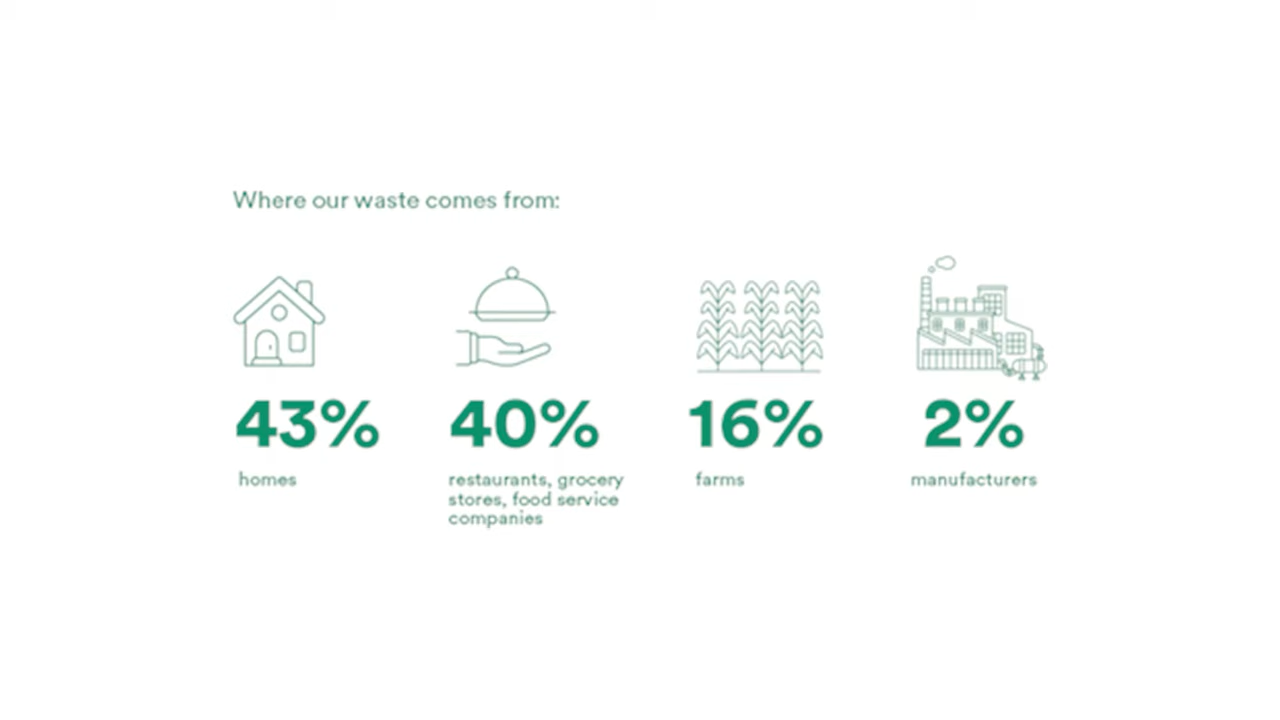 Where our waste comes from:
43%
homes
40%
restaurants, grocery
stores, food service
companies
16%
farms
2%
manufacturers